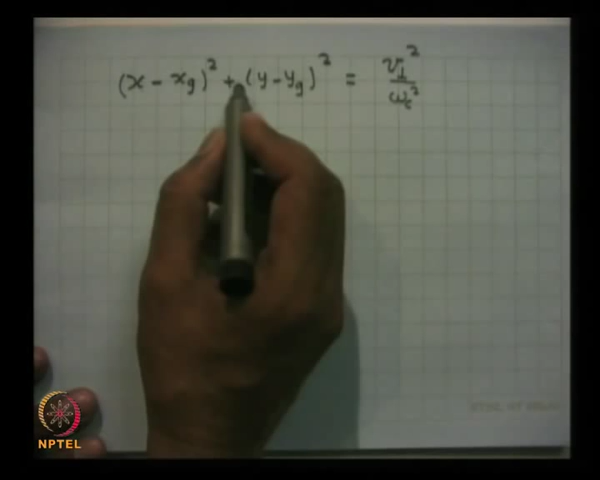 (x - x_g)^2 + (y - y_g)^2 = v_⊥^2 / ω_c^2
NPTEL